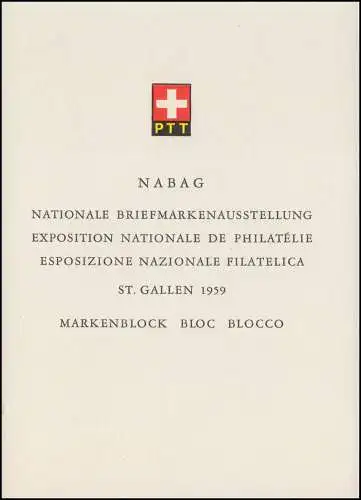 PTT
NABAG
NATIONALE BRIEFMARKENAUSSTELLUNG
EXPOSITION NATIONALE DE PHILATÉLIE
ESPOSIZIONE NAZIONALE FILATELICA
ST. GALLEN 1959
MARKENBLOCK BLOC BLOCCO